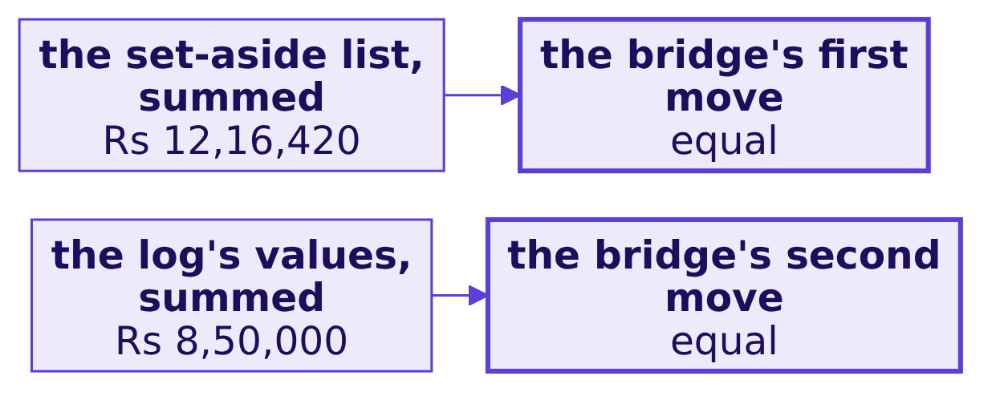 the set-aside list,
summed
Rs 12,16,420
the bridge's first
move
equal
the log's values,
summed
Rs 8,50,000
the bridge's second
move
equal